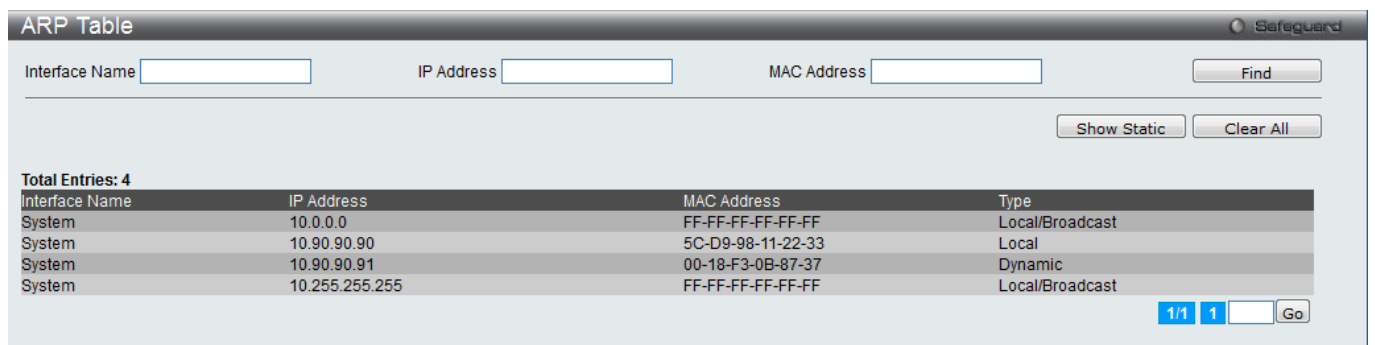 ARP Table Safeguard
Interface Name IP Address MAC Address Find
Show Static Clear All
Total Entries: 4
Interface Name IP Address MAC Address Type
System 10.0.0.0 FF-FF-FF-FF-FF-FF Local/Broadcast
System 10.90.90.90 5C-D9-98-11-22-33 Local
System 10.90.90.91 00-18-F3-0B-87-37 Dynamic
System 10.255.255.255 FF-FF-FF-FF-FF-FF Local/Broadcast
1/1 1 Go